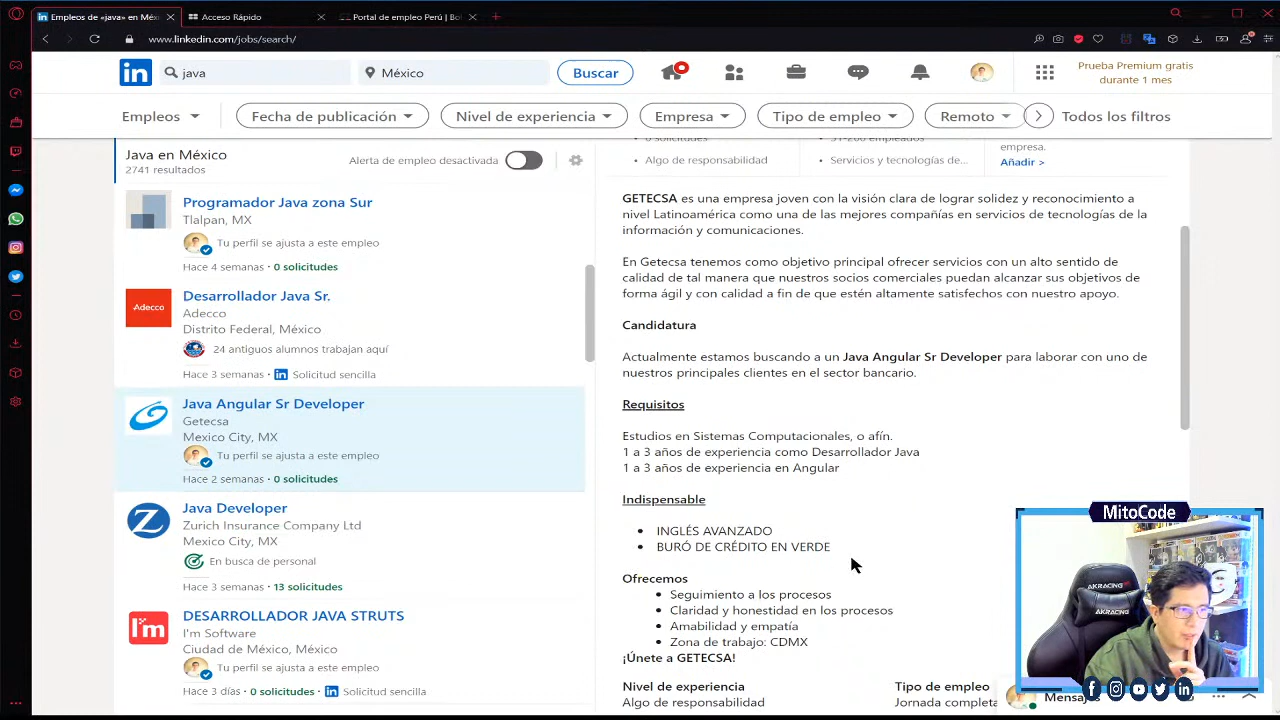 Empleos de «java» en Méxi
Acceso Rápido
Portal de empleo Perú | Bol
www.linkedin.com/jobs/search/
in
java
México
Buscar
Prueba Premium gratis
durante 1 mes
Empleos
Fecha de publicación
Nivel de experiencia
Empresa
Tipo de empleo
Remoto
Todos los filtros
Java en México
2741 resultados
Alerta de empleo desactivada
Programador Java zona Sur
Tlalpan, MX
Tu perfil se ajusta a este empleo
Hace 4 semanas · 0 solicitudes
Adecco
Desarrollador Java Sr.
Adecco
Distrito Federal, México
24 antiguos alumnos trabajan aquí
Hace 3 semanas · in Solicitud sencilla
Java Angular Sr Developer
Getecsa
Mexico City, MX
Tu perfil se ajusta a este empleo
Hace 2 semanas · 0 solicitudes
Z
Java Developer
Zurich Insurance Company Ltd
Mexico City, MX
En busca de personal
Hace 3 semanas · 13 solicitudes
I'm
DESARROLLADOR JAVA STRUTS
I'm Software
Ciudad de México, México
Tu perfil se ajusta a este empleo
Hace 3 días · 0 solicitudes · in Solicitud sencilla
empresa.
• Algo de responsabilidad
• Servicios y tecnologías de...
Añadir >
GETECSA es una empresa joven con la visión clara de lograr solidez y reconocimiento a
nivel Latinoamérica como una de las mejores compañías en servicios de tecnologías de la
información y comunicaciones.
En Getecsa tenemos como objetivo principal ofrecer servicios con un alto sentido de
calidad de tal manera que nuestros socios comerciales puedan alcanzar sus objetivos de
forma ágil y con calidad a fin de que estén altamente satisfechos con nuestro apoyo.
Candidatura
Actualmente estamos buscando a un Java Angular Sr Developer para laborar con uno de
nuestros principales clientes en el sector bancario.
Requisitos
Estudios en Sistemas Computacionales, o afín.
1 a 3 años de experiencia como Desarrollador Java
1 a 3 años de experiencia en Angular
Indispensable
• INGLÉS AVANZADO
• BURÓ DE CRÉDITO EN VERDE
Ofrecemos
• Seguimiento a los procesos
• Claridad y honestidad en los procesos
• Amabilidad y empatía
• Zona de trabajo: CDMX
¡Únete a GETECSA!
Nivel de experiencia
Algo de responsabilidad
Tipo de empleo
Jornada completa
MitoCode
AKRACING
AKRACING